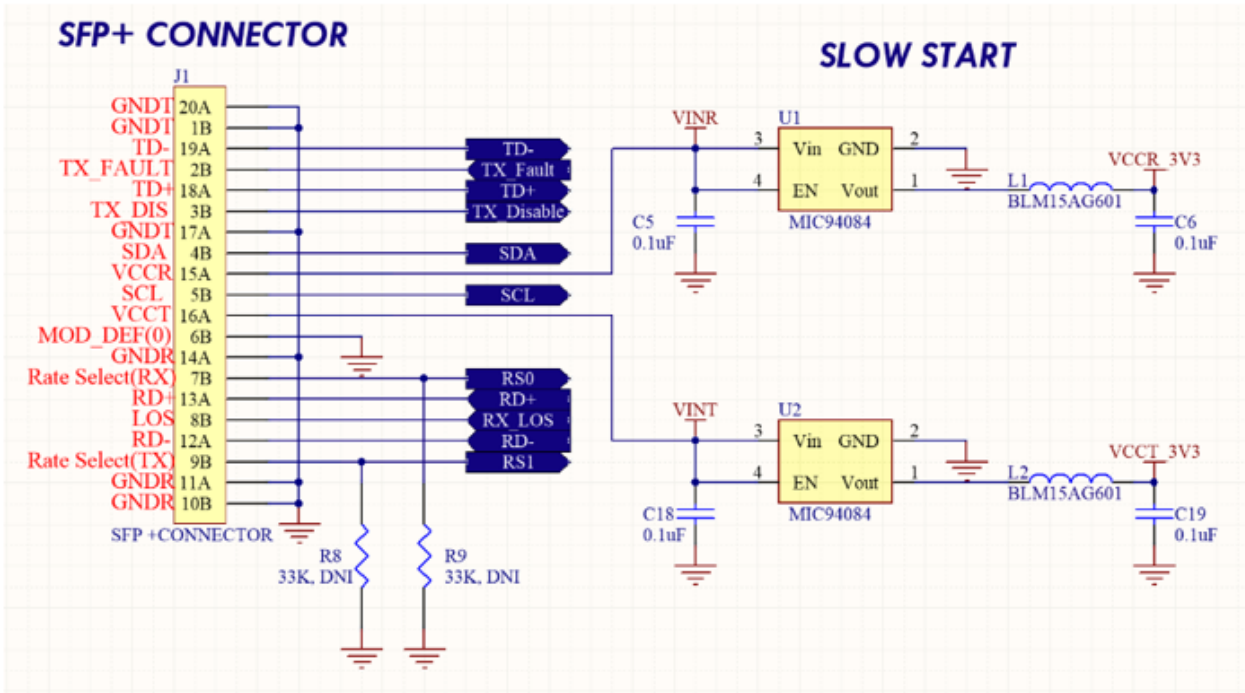 SFP+ CONNECTOR
SLOW START
J1
GNDT 20A
GNDT 1B
TD- 19A TD-
TX_FAULT 2B TX_Fault
TD+ 18A TD+
TX_DIS 3B TX_Disable
GNDT 17A
SDA 4B SDA
VCCR 15A
SCL 5B SCL
VCCT 16A
MOD_DEF(0) 6B
GNDR 14A
Rate Select(RX) 7B RS0
RD+ 13A RD+
LOS 8B RX_LOS
RD- 12A RD-
Rate Select(TX) 9B RS1
GNDR 11A
GNDR 10B
SFP +CONNECTOR
R8
33K, DNI
R9
33K, DNI
VINR
U1
3 Vin GND 2
4 EN Vout 1
MIC94084
C5
0.1uF
L1
BLM15AG601
VCCR_3V3
C6
0.1uF
VINT
U2
3 Vin GND 2
4 EN Vout 1
MIC94084
C18
0.1uF
L2
BLM15AG601
VCCT_3V3
C19
0.1uF